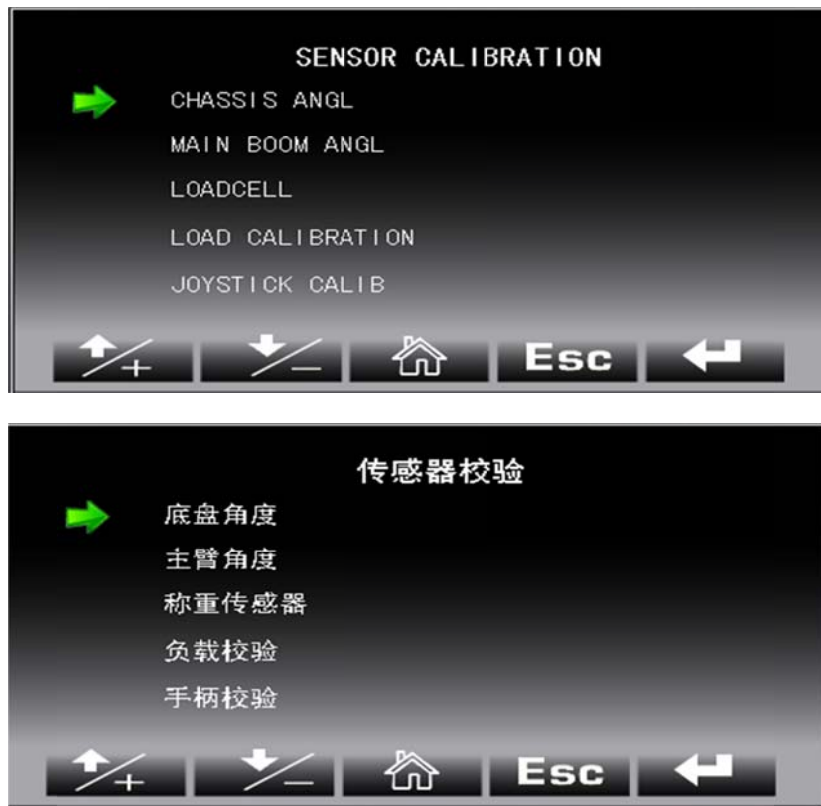 SENSOR CALIBRATION
CHASSIS ANGL
MAIN BOOM ANGL
LOADCELL
LOAD CALIBRATION
JOYSTICK CALIB
Esc
传感器校验
底盘角度
主臂角度
称重传感器
负载校验
手柄校验
Esc